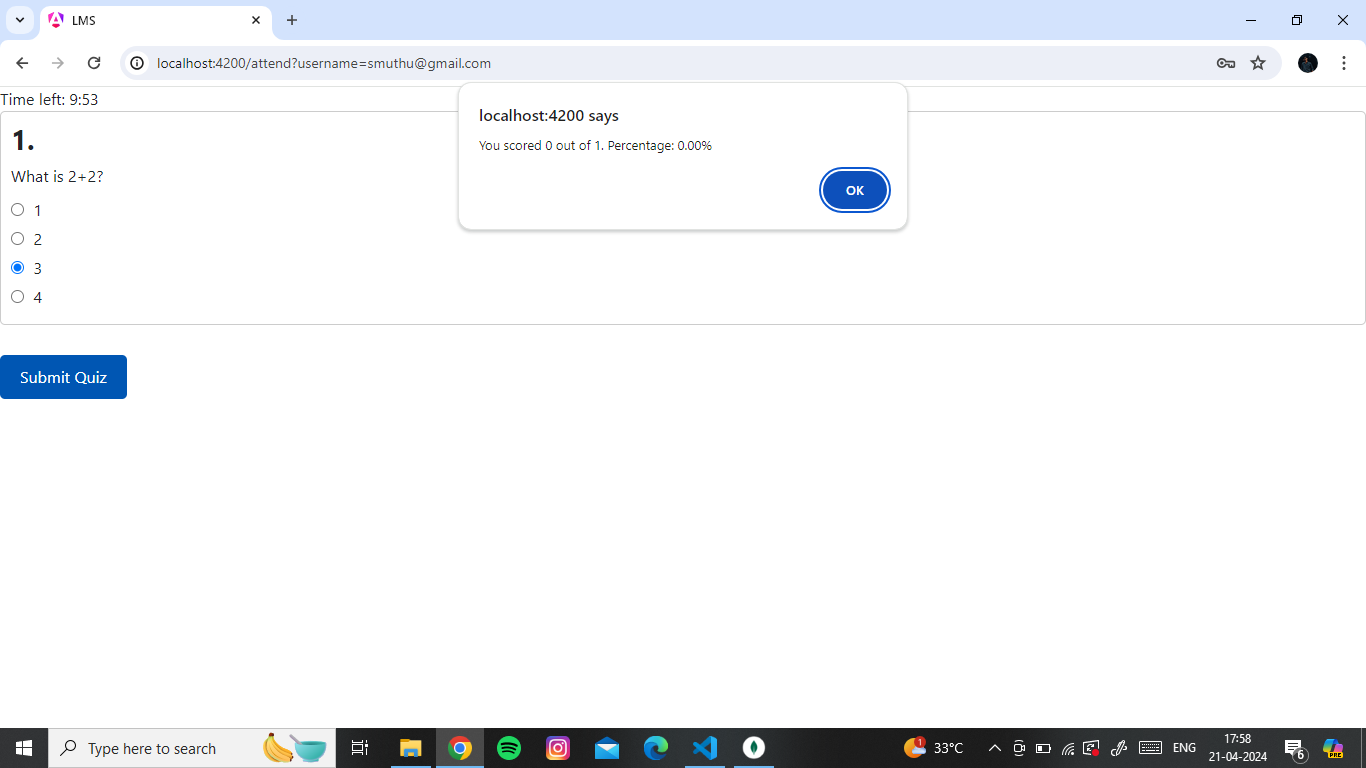 LMS
localhost:4200/attend?username=smuthu@gmail.com
Time left: 9:53
localhost:4200 says
You scored 0 out of 1. Percentage: 0.00%
OK
1.
What is 2+2?
1
2
3
4
Submit Quiz
Type here to search
1
33°C
ENG
17:58
21-04-2024
6
PRE